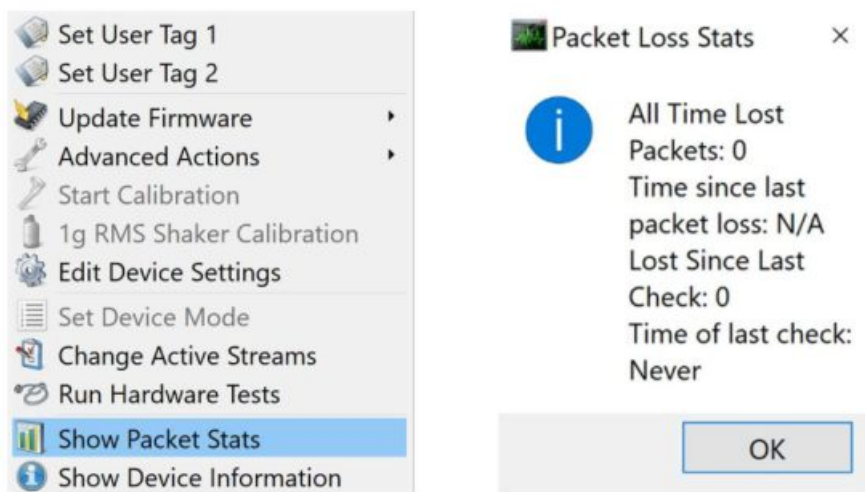 Set User Tag 1
Set User Tag 2
Update Firmware
Advanced Actions
Start Calibration
1g RMS Shaker Calibration
Edit Device Settings
Set Device Mode
Change Active Streams
Run Hardware Tests
Show Packet Stats
Show Device Information
Packet Loss Stats
All Time Lost
Packets: 0
Time since last
packet loss: N/A
Lost Since Last
Check: 0
Time of last check:
Never
OK